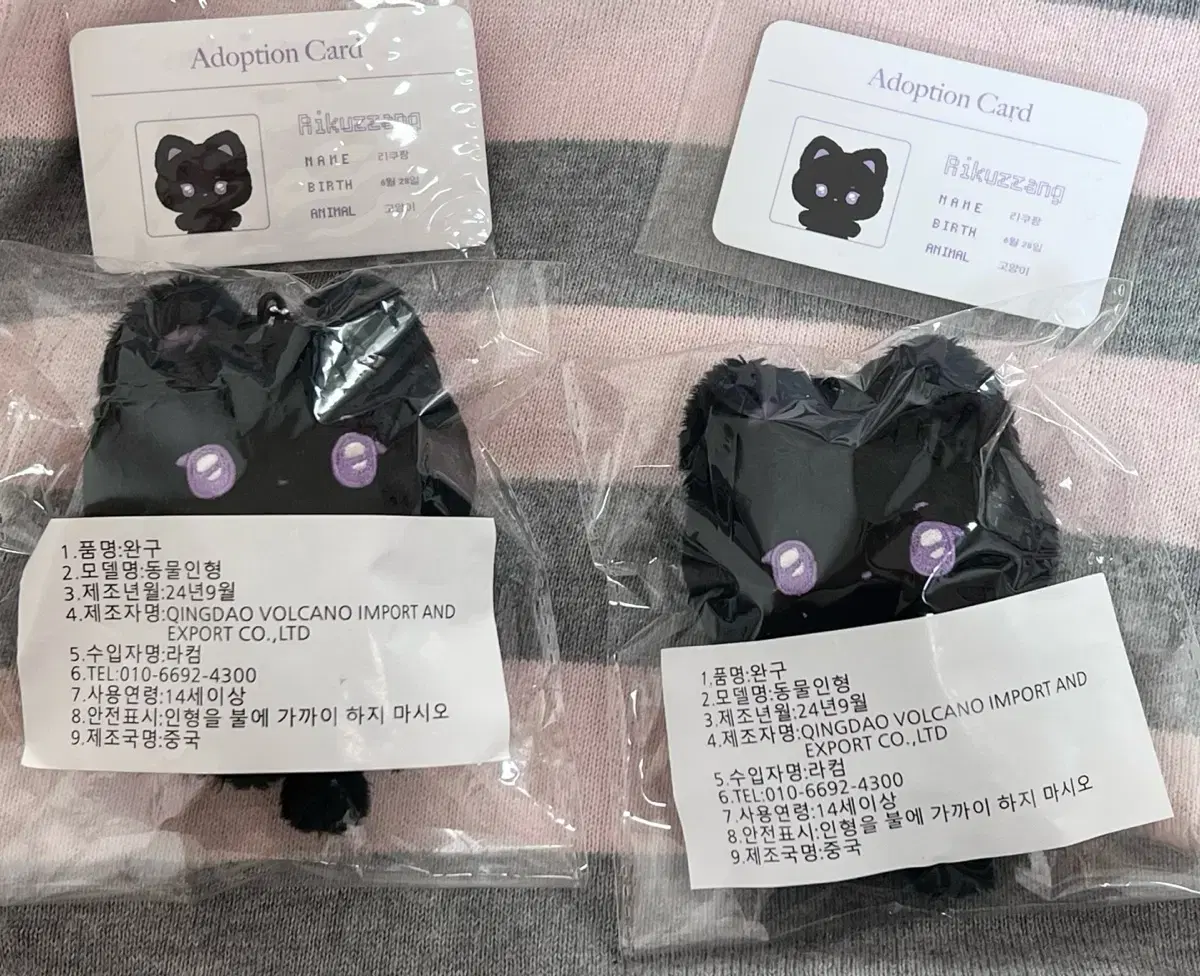 Adoption Card
Rikuzzang
NAME 리쿠짱
BIRTH 6월 28일
ANIMAL 고양이
Adoption Card
Rikuzzang
NAME 리쿠짱
BIRTH 6월 28일
ANIMAL 고양이
1.품명:완구
2.모델명:동물인형
3.제조년월:24년9월
4.제조자명:QINGDAO VOLCANO IMPORT AND
EXPORT CO.,LTD
5.수입자명:라컴
6.TEL:010-6692-4300
7.사용연령:14세이상
8.안전표시:인형을 불에 가까이 하지 마시오
9.제조국명:중국
1.품명:완구
2.모델명:동물인형
3.제조년월:24년9월
4.제조자명:QINGDAO VOLCANO IMPORT AND
EXPORT CO.,LTD
5.수입자명:라컴
6.TEL:010-6692-4300
7.사용연령:14세이상
8.안전표시:인형을 불에 가까이 하지 마시오
9.제조국명:중국